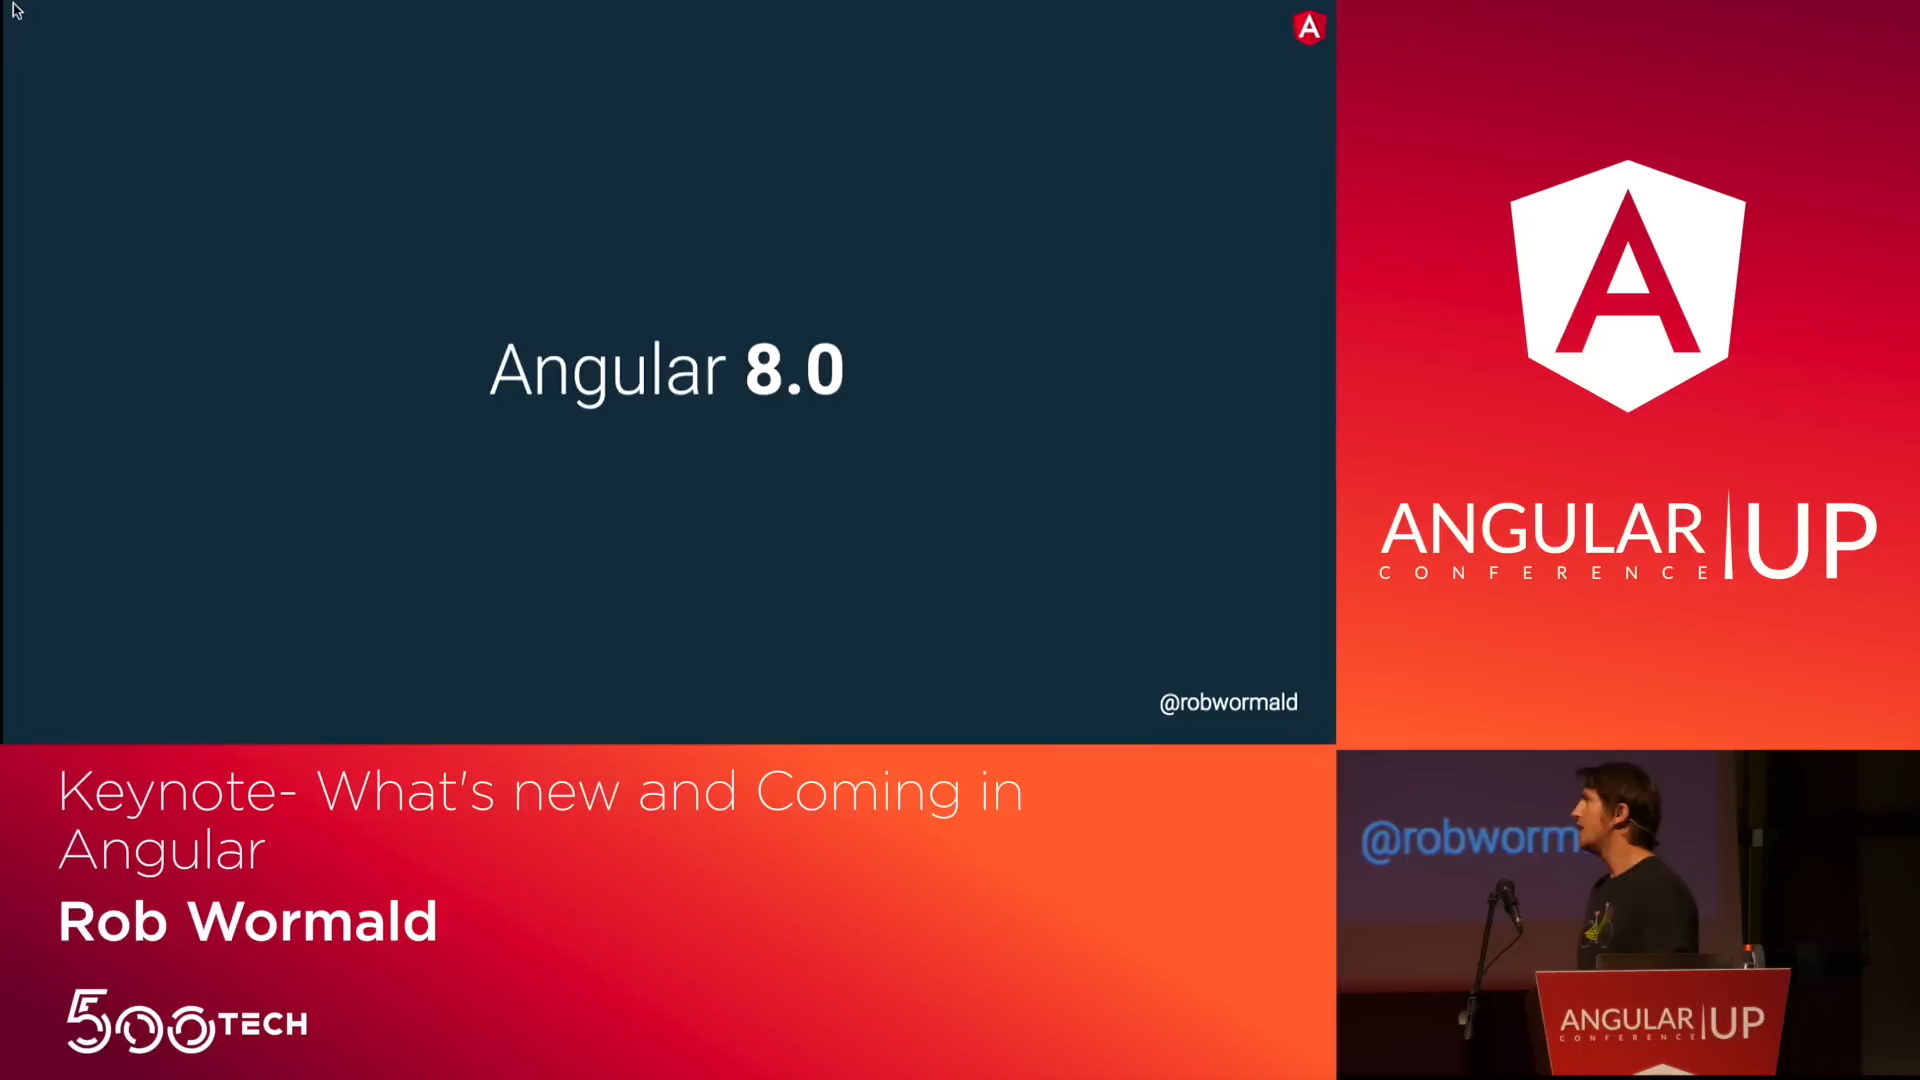 A
Angular 8.0
@robwormald
A
ANGULAR UP
CONFERENCE
Keynote- What's new and Coming in
Angular
Rob Wormald
500TECH
@robworm
ANGULAR UP
CONFERENCE